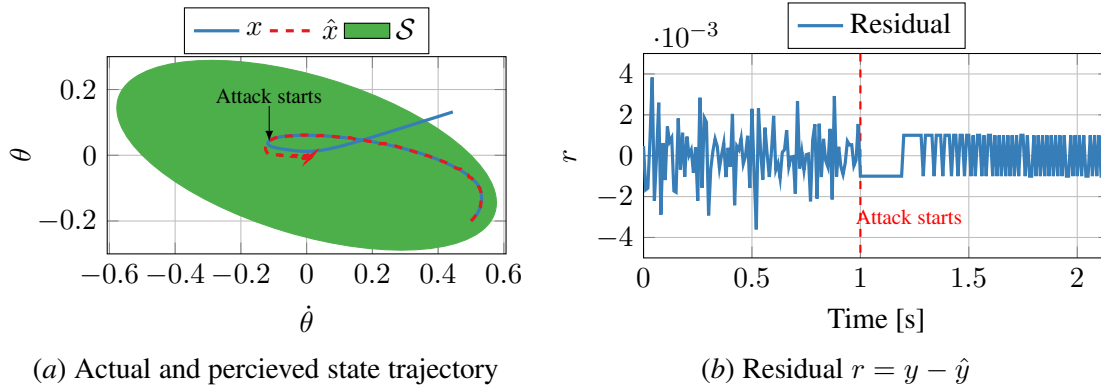 x x̂ S
θ
0.2
0
−0.2
Attack starts
−0.6 −0.4 −0.2 0 0.2 0.4 0.6
θ̇
(a) Actual and percieved state trajectory
·10⁻³
Residual
r
4
2
0
−2
−4
Attack starts
0 0.5 1 1.5 2
Time [s]
(b) Residual r = y − ŷ